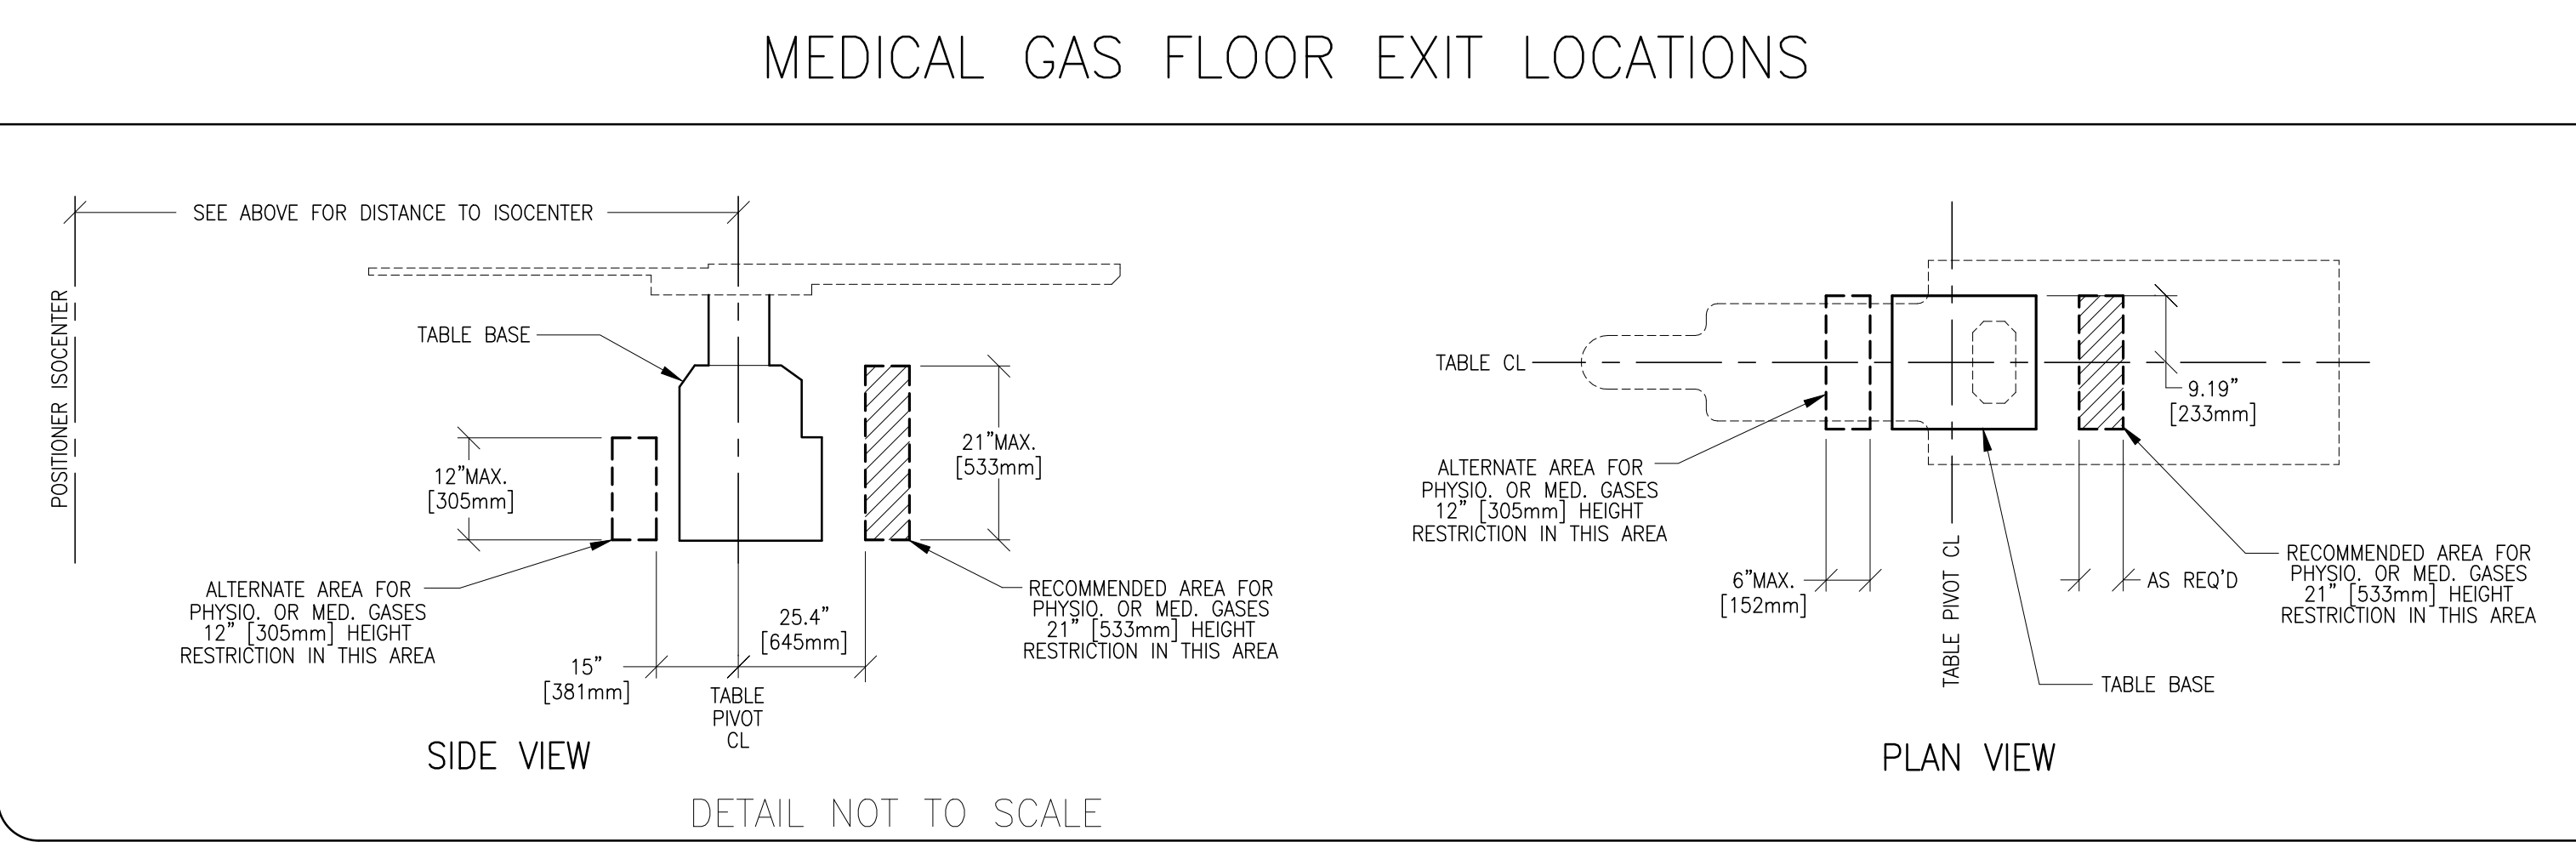 MEDICAL GAS FLOOR EXIT LOCATIONS
SEE ABOVE FOR DISTANCE TO ISOCENTER
POSITIONER ISOCENTER
TABLE BASE
12”MAX.
[305mm]
21”MAX.
[533mm]
ALTERNATE AREA FOR
PHYSIO. OR MED. GASES
12” [305mm] HEIGHT
RESTRICTION IN THIS AREA
15”
[381mm]
25.4”
[645mm]
TABLE
PIVOT
CL
RECOMMENDED AREA FOR
PHYSIO. OR MED. GASES
21” [533mm] HEIGHT
RESTRICTION IN THIS AREA
SIDE VIEW
DETAIL NOT TO SCALE
TABLE CL
9.19”
[233mm]
ALTERNATE AREA FOR
PHYSIO. OR MED. GASES
12” [305mm] HEIGHT
RESTRICTION IN THIS AREA
6”MAX.
[152mm]
TABLE PIVOT CL
AS REQ'D
RECOMMENDED AREA FOR
PHYSIO. OR MED. GASES
21” [533mm] HEIGHT
RESTRICTION IN THIS AREA
TABLE BASE
PLAN VIEW